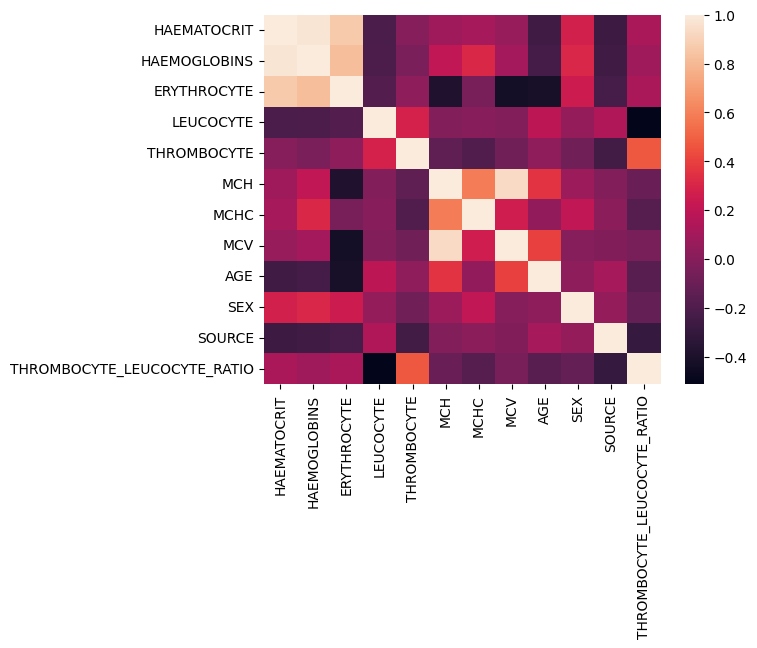 HAEMATOCRIT
HAEMOGLOBINS
ERYTHROCYTE
LEUCOCYTE
THROMBOCYTE
MCH
MCHC
MCV
AGE
SEX
SOURCE
THROMBOCYTE_LEUCOCYTE_RATIO
HAEMATOCRIT
HAEMOGLOBINS
ERYTHROCYTE
LEUCOCYTE
THROMBOCYTE
MCH
MCHC
MCV
AGE
SEX
SOURCE
THROMBOCYTE_LEUCOCYTE_RATIO
1.0
0.8
0.6
0.4
0.2
0.0
−0.2
−0.4